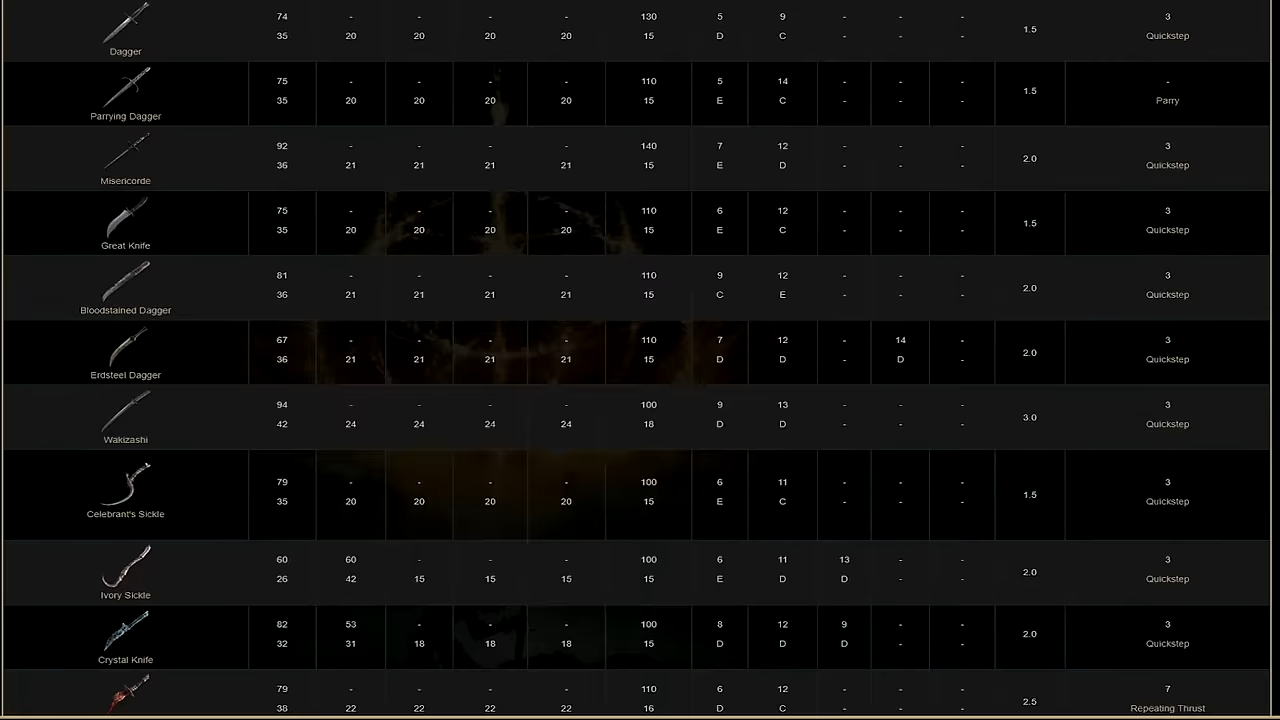 74 - - - - 130 5 9 - - - 1.5 3
35 20 20 20 20 15 D C - - - Quickstep
Dagger
75 - - - - 110 5 14 - - - 1.5 -
35 20 20 20 20 15 E C - - - Parry
Parrying Dagger
92 - - - - 140 7 12 - - - 2.0 3
36 21 21 21 21 15 E D - - - Quickstep
Misericorde
75 - - - - 110 6 12 - - - 1.5 3
35 20 20 20 20 15 E C - - - Quickstep
Great Knife
81 - - - - 110 9 12 - - - 2.0 3
36 21 21 21 21 15 C E - - - Quickstep
Bloodstained Dagger
67 - - - - 110 7 12 - 14 - 2.0 3
36 21 21 21 21 15 D D - D - Quickstep
Erdsteel Dagger
94 - - - - 100 9 13 - - - 3.0 3
42 24 24 24 24 18 D D - - - Quickstep
Wakizashi
79 - - - - 100 6 11 - - - 1.5 3
35 20 20 20 20 15 E C - - - Quickstep
Celebrant's Sickle
60 60 - - - 100 6 11 13 - - 2.0 3
26 42 15 15 15 15 E D D - - Quickstep
Ivory Sickle
82 53 - - - 100 8 12 9 - - 2.0 3
32 31 18 18 18 15 D D D - - Quickstep
Crystal Knife
79 - - - - 110 6 12 - - - 2.5 7
38 22 22 22 22 16 D C - - - Repeating Thrust